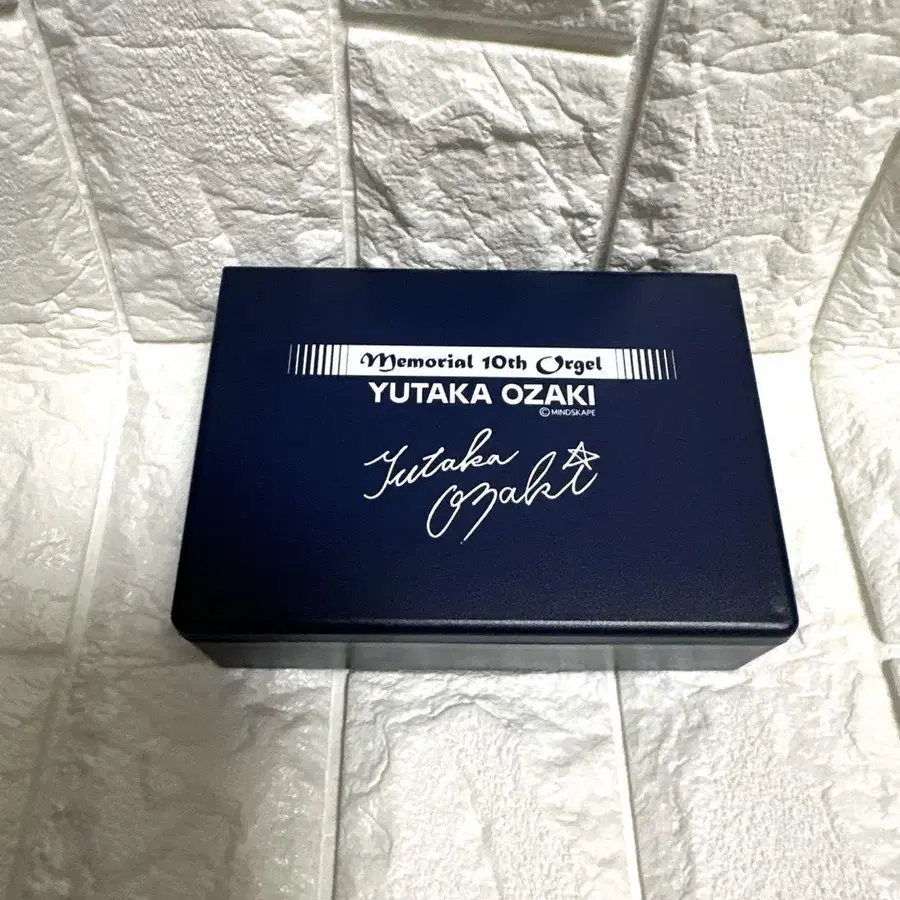 Memorial 10th Orgel
YUTAKA OZAKI
©MINDSKAPE
Yutaka
Ozaki